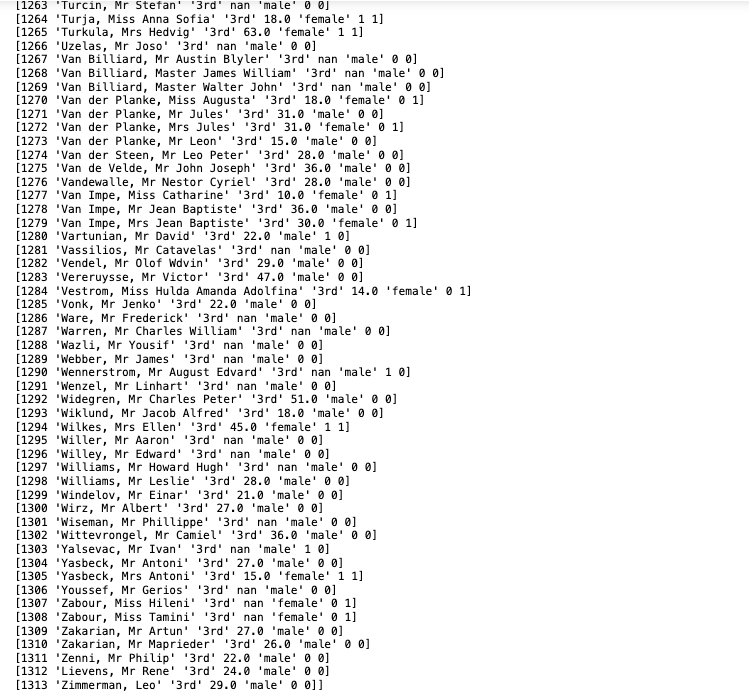 [1263 'Turcin, Mr Stefan' '3rd' nan 'male' 0 0]
[1264 'Turja, Miss Anna Sofia' '3rd' 18.0 'female' 1 1]
[1265 'Turkula, Mrs Hedvig' '3rd' 63.0 'female' 1 1]
[1266 'Uzelas, Mr Joso' '3rd' nan 'male' 0 0]
[1267 'Van Billiard, Mr Austin Blyler' '3rd' nan 'male' 0 0]
[1268 'Van Billiard, Master James William' '3rd' nan 'male' 0 0]
[1269 'Van Billiard, Master Walter John' '3rd' nan 'male' 0 0]
[1270 'Van der Planke, Miss Augusta' '3rd' 18.0 'female' 0 1]
[1271 'Van der Planke, Mr Jules' '3rd' 31.0 'male' 0 0]
[1272 'Van der Planke, Mrs Jules' '3rd' 31.0 'female' 0 1]
[1273 'Van der Planke, Mr Leon' '3rd' 15.0 'male' 0 0]
[1274 'Van der Steen, Mr Leo Peter' '3rd' 28.0 'male' 0 0]
[1275 'Van de Velde, Mr John Joseph' '3rd' 36.0 'male' 0 0]
[1276 'Vandewalle, Mr Nestor Cyriel' '3rd' 28.0 'male' 0 0]
[1277 'Van Impe, Miss Catharine' '3rd' 10.0 'female' 0 1]
[1278 'Van Impe, Mr Jean Baptiste' '3rd' 36.0 'male' 0 0]
[1279 'Van Impe, Mrs Jean Baptiste' '3rd' 30.0 'female' 0 1]
[1280 'Vartunian, Mr David' '3rd' 22.0 'male' 1 0]
[1281 'Vassilios, Mr Catavelas' '3rd' nan 'male' 0 0]
[1282 'Vendel, Mr Olof Wdvin' '3rd' 29.0 'male' 0 0]
[1283 'Vereruysse, Mr Victor' '3rd' 47.0 'male' 0 0]
[1284 'Vestrom, Miss Hulda Amanda Adolfina' '3rd' 14.0 'female' 0 1]
[1285 'Vonk, Mr Jenko' '3rd' 22.0 'male' 0 0]
[1286 'Ware, Mr Frederick' '3rd' nan 'male' 0 0]
[1287 'Warren, Mr Charles William' '3rd' nan 'male' 0 0]
[1288 'Wazli, Mr Yousif' '3rd' nan 'male' 0 0]
[1289 'Webber, Mr James' '3rd' nan 'male' 0 0]
[1290 'Wennerstrom, Mr August Edvard' '3rd' nan 'male' 1 0]
[1291 'Wenzel, Mr Linhart' '3rd' nan 'male' 0 0]
[1292 'Widegren, Mr Charles Peter' '3rd' 51.0 'male' 0 0]
[1293 'Wiklund, Mr Jacob Alfred' '3rd' 18.0 'male' 0 0]
[1294 'Wilkes, Mrs Ellen' '3rd' 45.0 'female' 1 1]
[1295 'Willer, Mr Aaron' '3rd' nan 'male' 0 0]
[1296 'Willey, Mr Edward' '3rd' nan 'male' 0 0]
[1297 'Williams, Mr Howard Hugh' '3rd' nan 'male' 0 0]
[1298 'Williams, Mr Leslie' '3rd' 28.0 'male' 0 0]
[1299 'Windelov, Mr Einar' '3rd' 21.0 'male' 0 0]
[1300 'Wirz, Mr Albert' '3rd' 27.0 'male' 0 0]
[1301 'Wiseman, Mr Phillippe' '3rd' nan 'male' 0 0]
[1302 'Wittevrongel, Mr Camiel' '3rd' 36.0 'male' 0 0]
[1303 'Yalsevac, Mr Ivan' '3rd' nan 'male' 1 0]
[1304 'Yasbeck, Mr Antoni' '3rd' 27.0 'male' 0 0]
[1305 'Yasbeck, Mrs Antoni' '3rd' 15.0 'female' 1 1]
[1306 'Youssef, Mr Gerios' '3rd' nan 'male' 0 0]
[1307 'Zabour, Miss Hileni' '3rd' nan 'female' 0 1]
[1308 'Zabour, Miss Tamini' '3rd' nan 'female' 0 1]
[1309 'Zakarian, Mr Artun' '3rd' 27.0 'male' 0 0]
[1310 'Zakarian, Mr Maprieder' '3rd' 26.0 'male' 0 0]
[1311 'Zenni, Mr Philip' '3rd' 22.0 'male' 0 0]
[1312 'Lievens, Mr Rene' '3rd' 24.0 'male' 0 0]
[1313 'Zimmerman, Leo' '3rd' 29.0 'male' 0 0]]